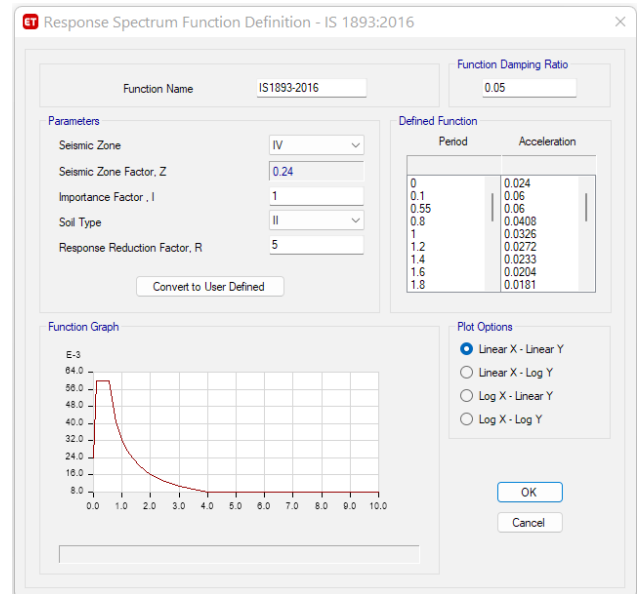 ET Response Spectrum Function Definition - IS 1893:2016
Function Name IS1893-2016
Function Damping Ratio
0.05
Parameters
Seismic Zone IV
Seismic Zone Factor, Z 0.24
Importance Factor , I 1
Soil Type II
Response Reduction Factor, R 5
Convert to User Defined
Defined Function
Period Acceleration
0 0.024
0.1 0.06
0.55 0.06
0.8 0.0408
1 0.0326
1.2 0.0272
1.4 0.0233
1.6 0.0204
1.8 0.0181
Function Graph
E-3
64.0
56.0
48.0
40.0
32.0
24.0
16.0
8.0
0.0 1.0 2.0 3.0 4.0 5.0 6.0 7.0 8.0 9.0 10.0
Plot Options
Linear X - Linear Y
Linear X - Log Y
Log X - Linear Y
Log X - Log Y
OK
Cancel